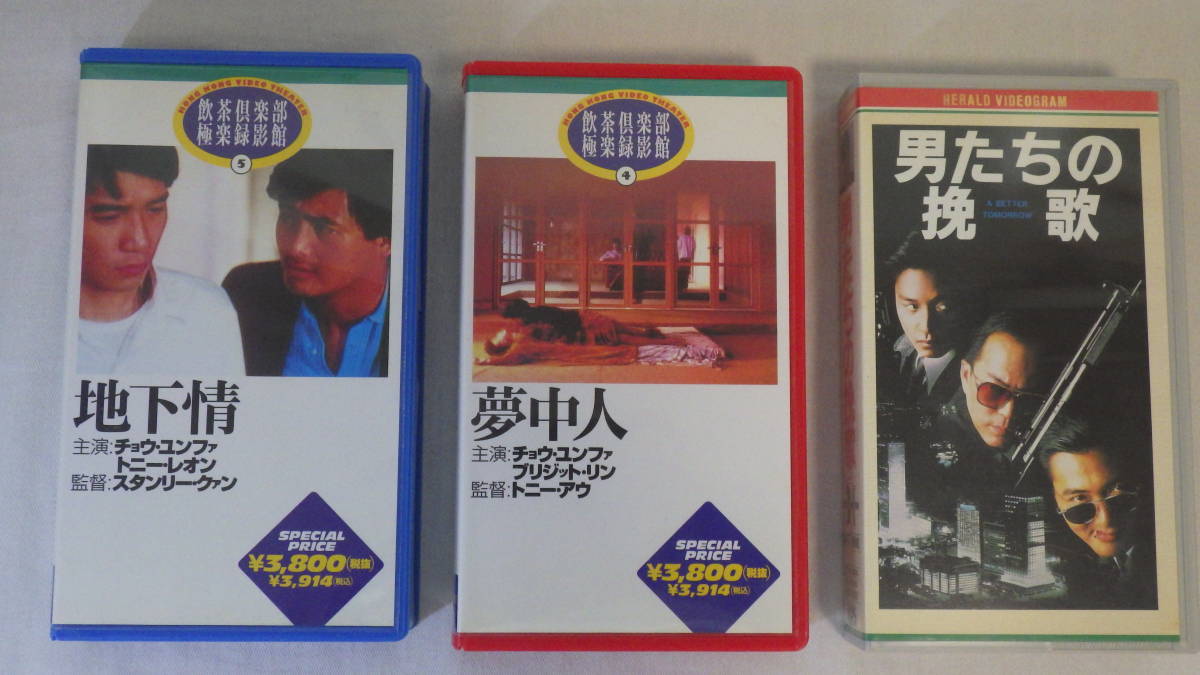 HONG KONG VIDEO THEATER
飲茶倶楽部
極楽録影館
5
地下情
主演:チョウ・ユンファ
トニー・レオン
監督:スタンリー・クァン
SPECIAL
PRICE
¥3,800(税抜)
¥3,914(税込)
HONG KONG VIDEO THEATER
飲茶倶楽部
極楽録影館
4
夢中人
主演:チョウ・ユンファ
ブリジット・リン
監督:トニー・アウ
SPECIAL
PRICE
¥3,800(税抜)
¥3,914(税込)
HERALD VIDEOGRAM
男たちの
挽歌
A BETTER
TOMORROW